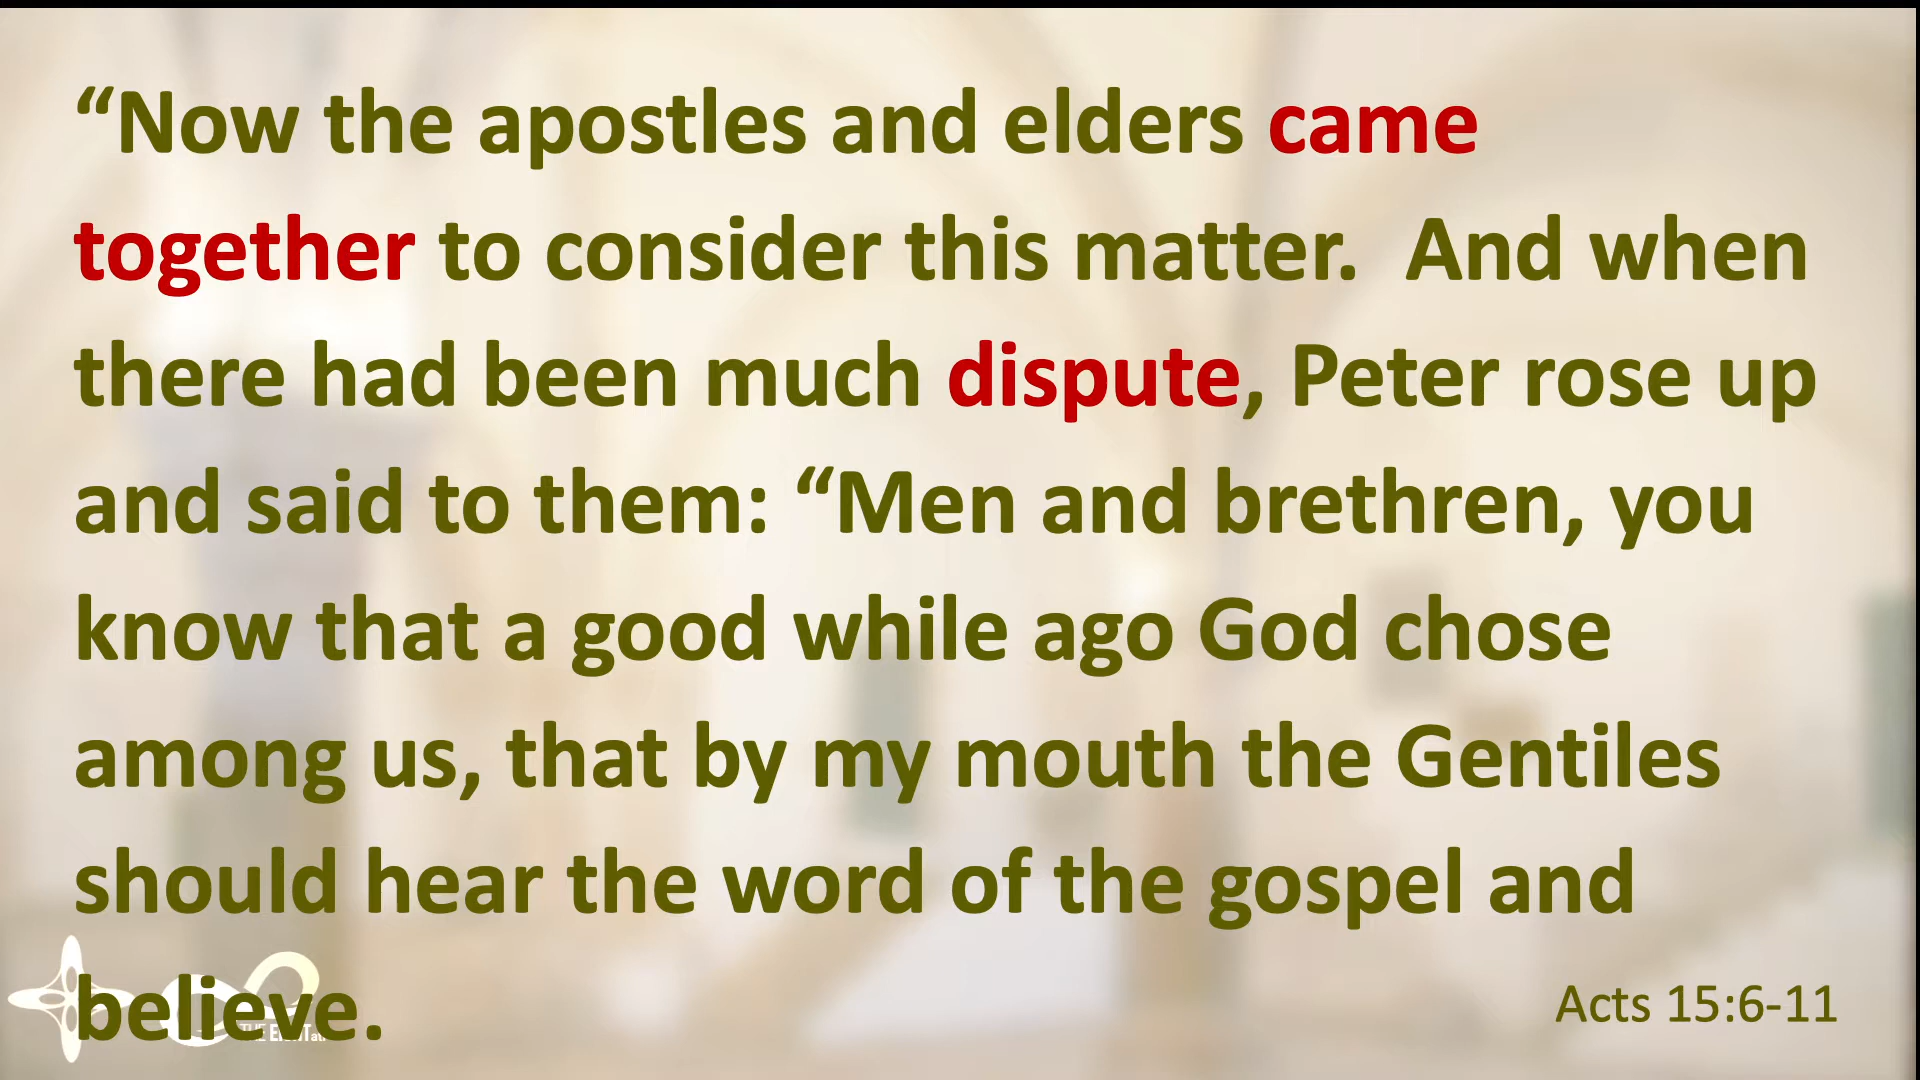 “Now the apostles and elders came
together to consider this matter.  And when
there had been much dispute, Peter rose up
and said to them: “Men and brethren, you
know that a good while ago God chose
among us, that by my mouth the Gentiles
should hear the word of the gospel and
believe.
Acts 15:6-11